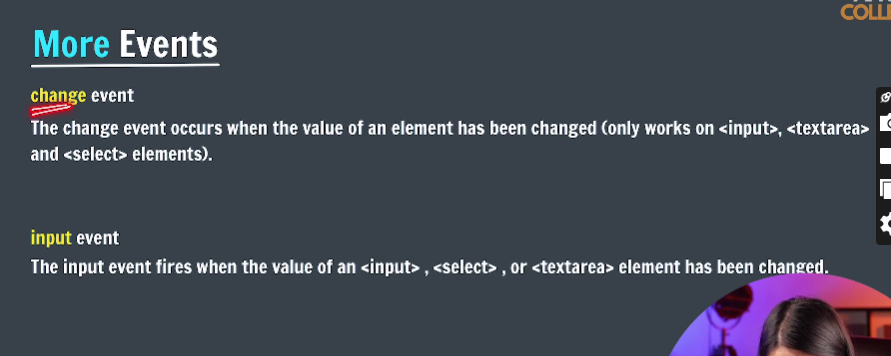 More Events
change event
The change event occurs when the value of an element has been changed (only works on <input>, <textarea>
and <select> elements).
input event
The input event fires when the value of an <input> , <select> , or <textarea> element has been changed.